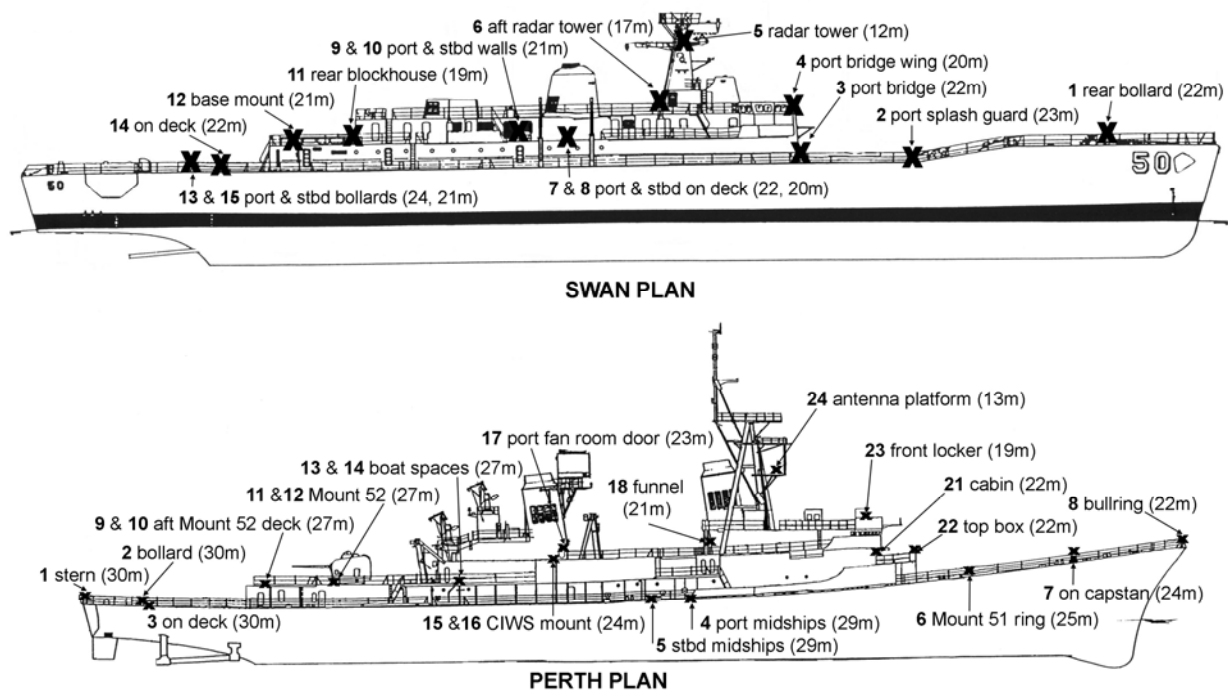 6 aft radar tower (17m)
5 radar tower (12m)
9 & 10 port & stbd walls (21m)
4 port bridge wing (20m)
11 rear blockhouse (19m)
3 port bridge (22m)
1 rear bollard (22m)
12 base mount (21m)
2 port splash guard (23m)
14 on deck (22m)
50
50
13 & 15 port & stbd bollards (24, 21m)
7 & 8 port & stbd on deck (22, 20m)
SWAN PLAN
24 antenna platform (13m)
17 port fan room door (23m)
23 front locker (19m)
13 & 14 boat spaces (27m)
18 funnel
(21m)
21 cabin (22m)
11 &12 Mount 52 (27m)
8 bullring (22m)
9 & 10 aft Mount 52 deck (27m)
22 top box (22m)
2 bollard (30m)
1 stern (30m)
7 on capstan (24m)
3 on deck (30m)
15 &16 CIWS mount (24m)
4 port midships (29m)
6 Mount 51 ring (25m)
5 stbd midships (29m)
PERTH PLAN